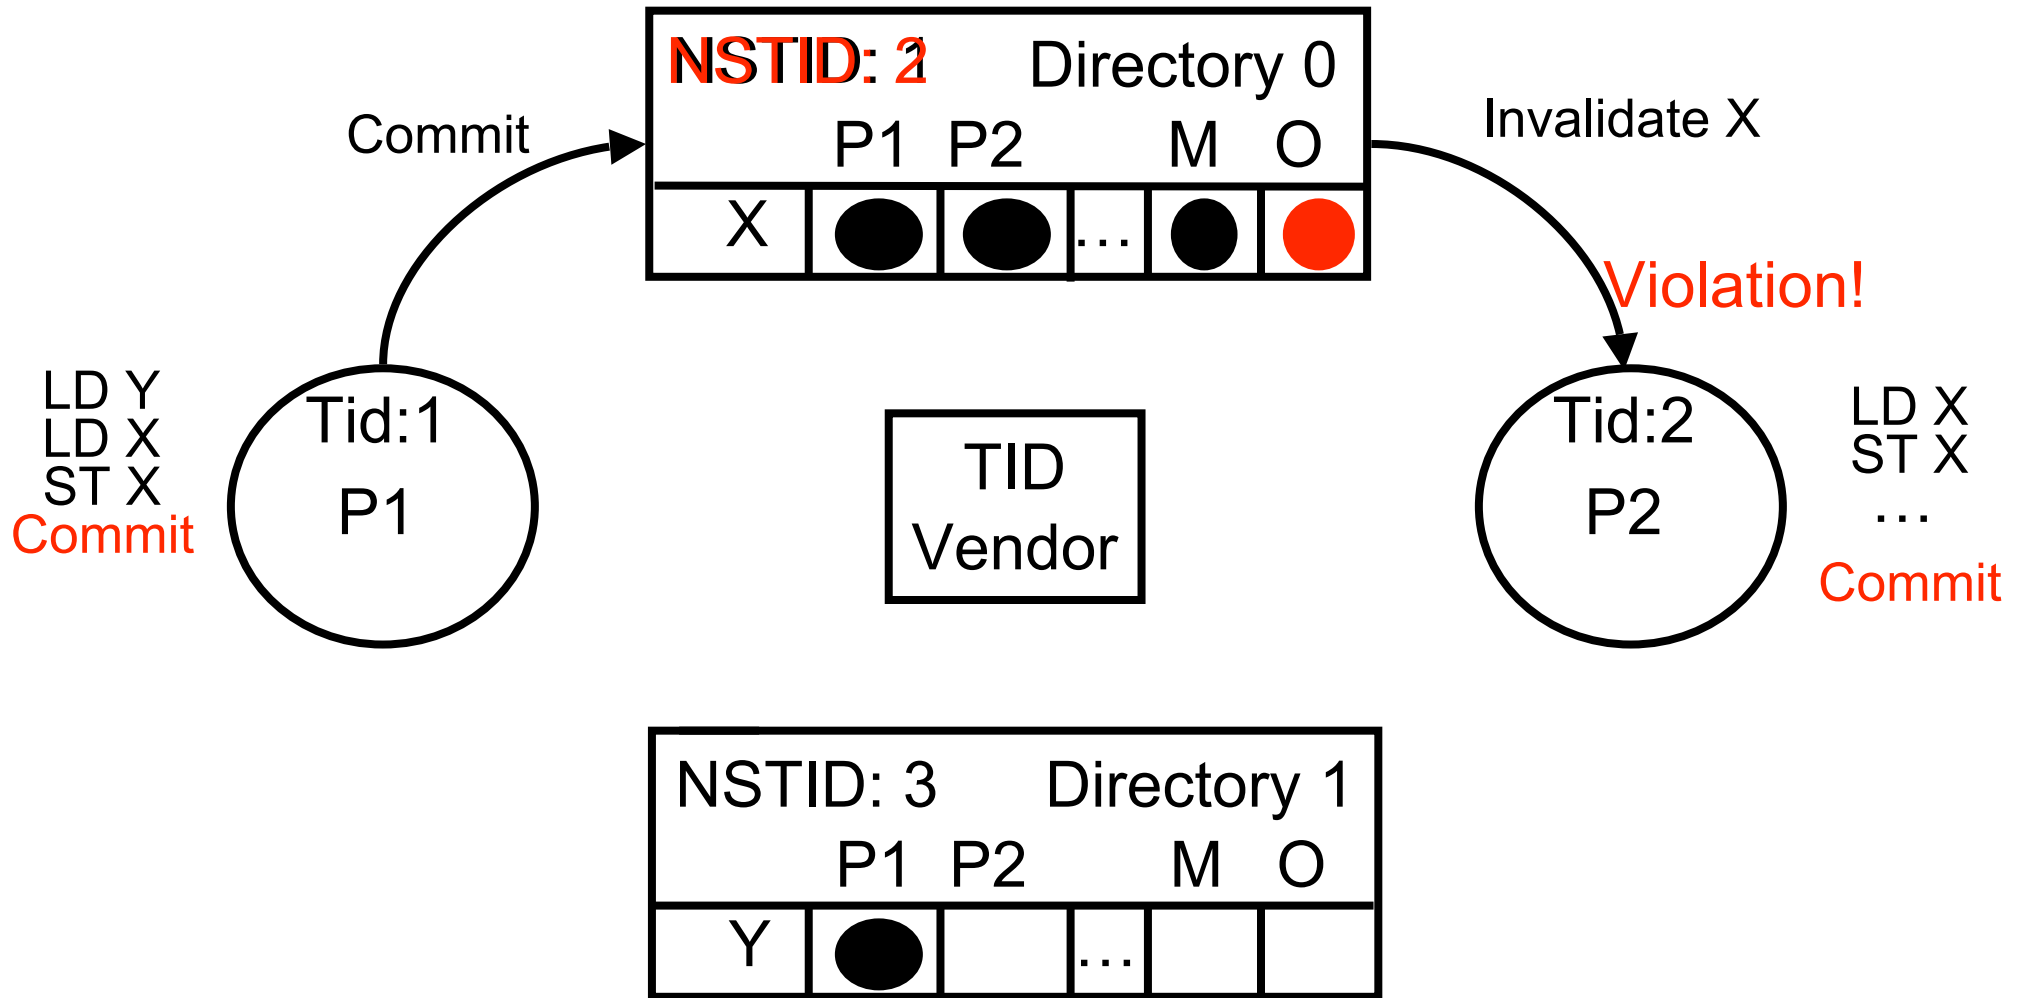 NSTID: 2 Directory 0
P1 P2 M O
X ...
Commit
Invalidate X
Violation!
LD Y
LD X
ST X
Commit
Tid:1
P1
TID
Vendor
Tid:2
P2
LD X
ST X
...
Commit
NSTID: 3 Directory 1
P1 P2 M O
Y ...